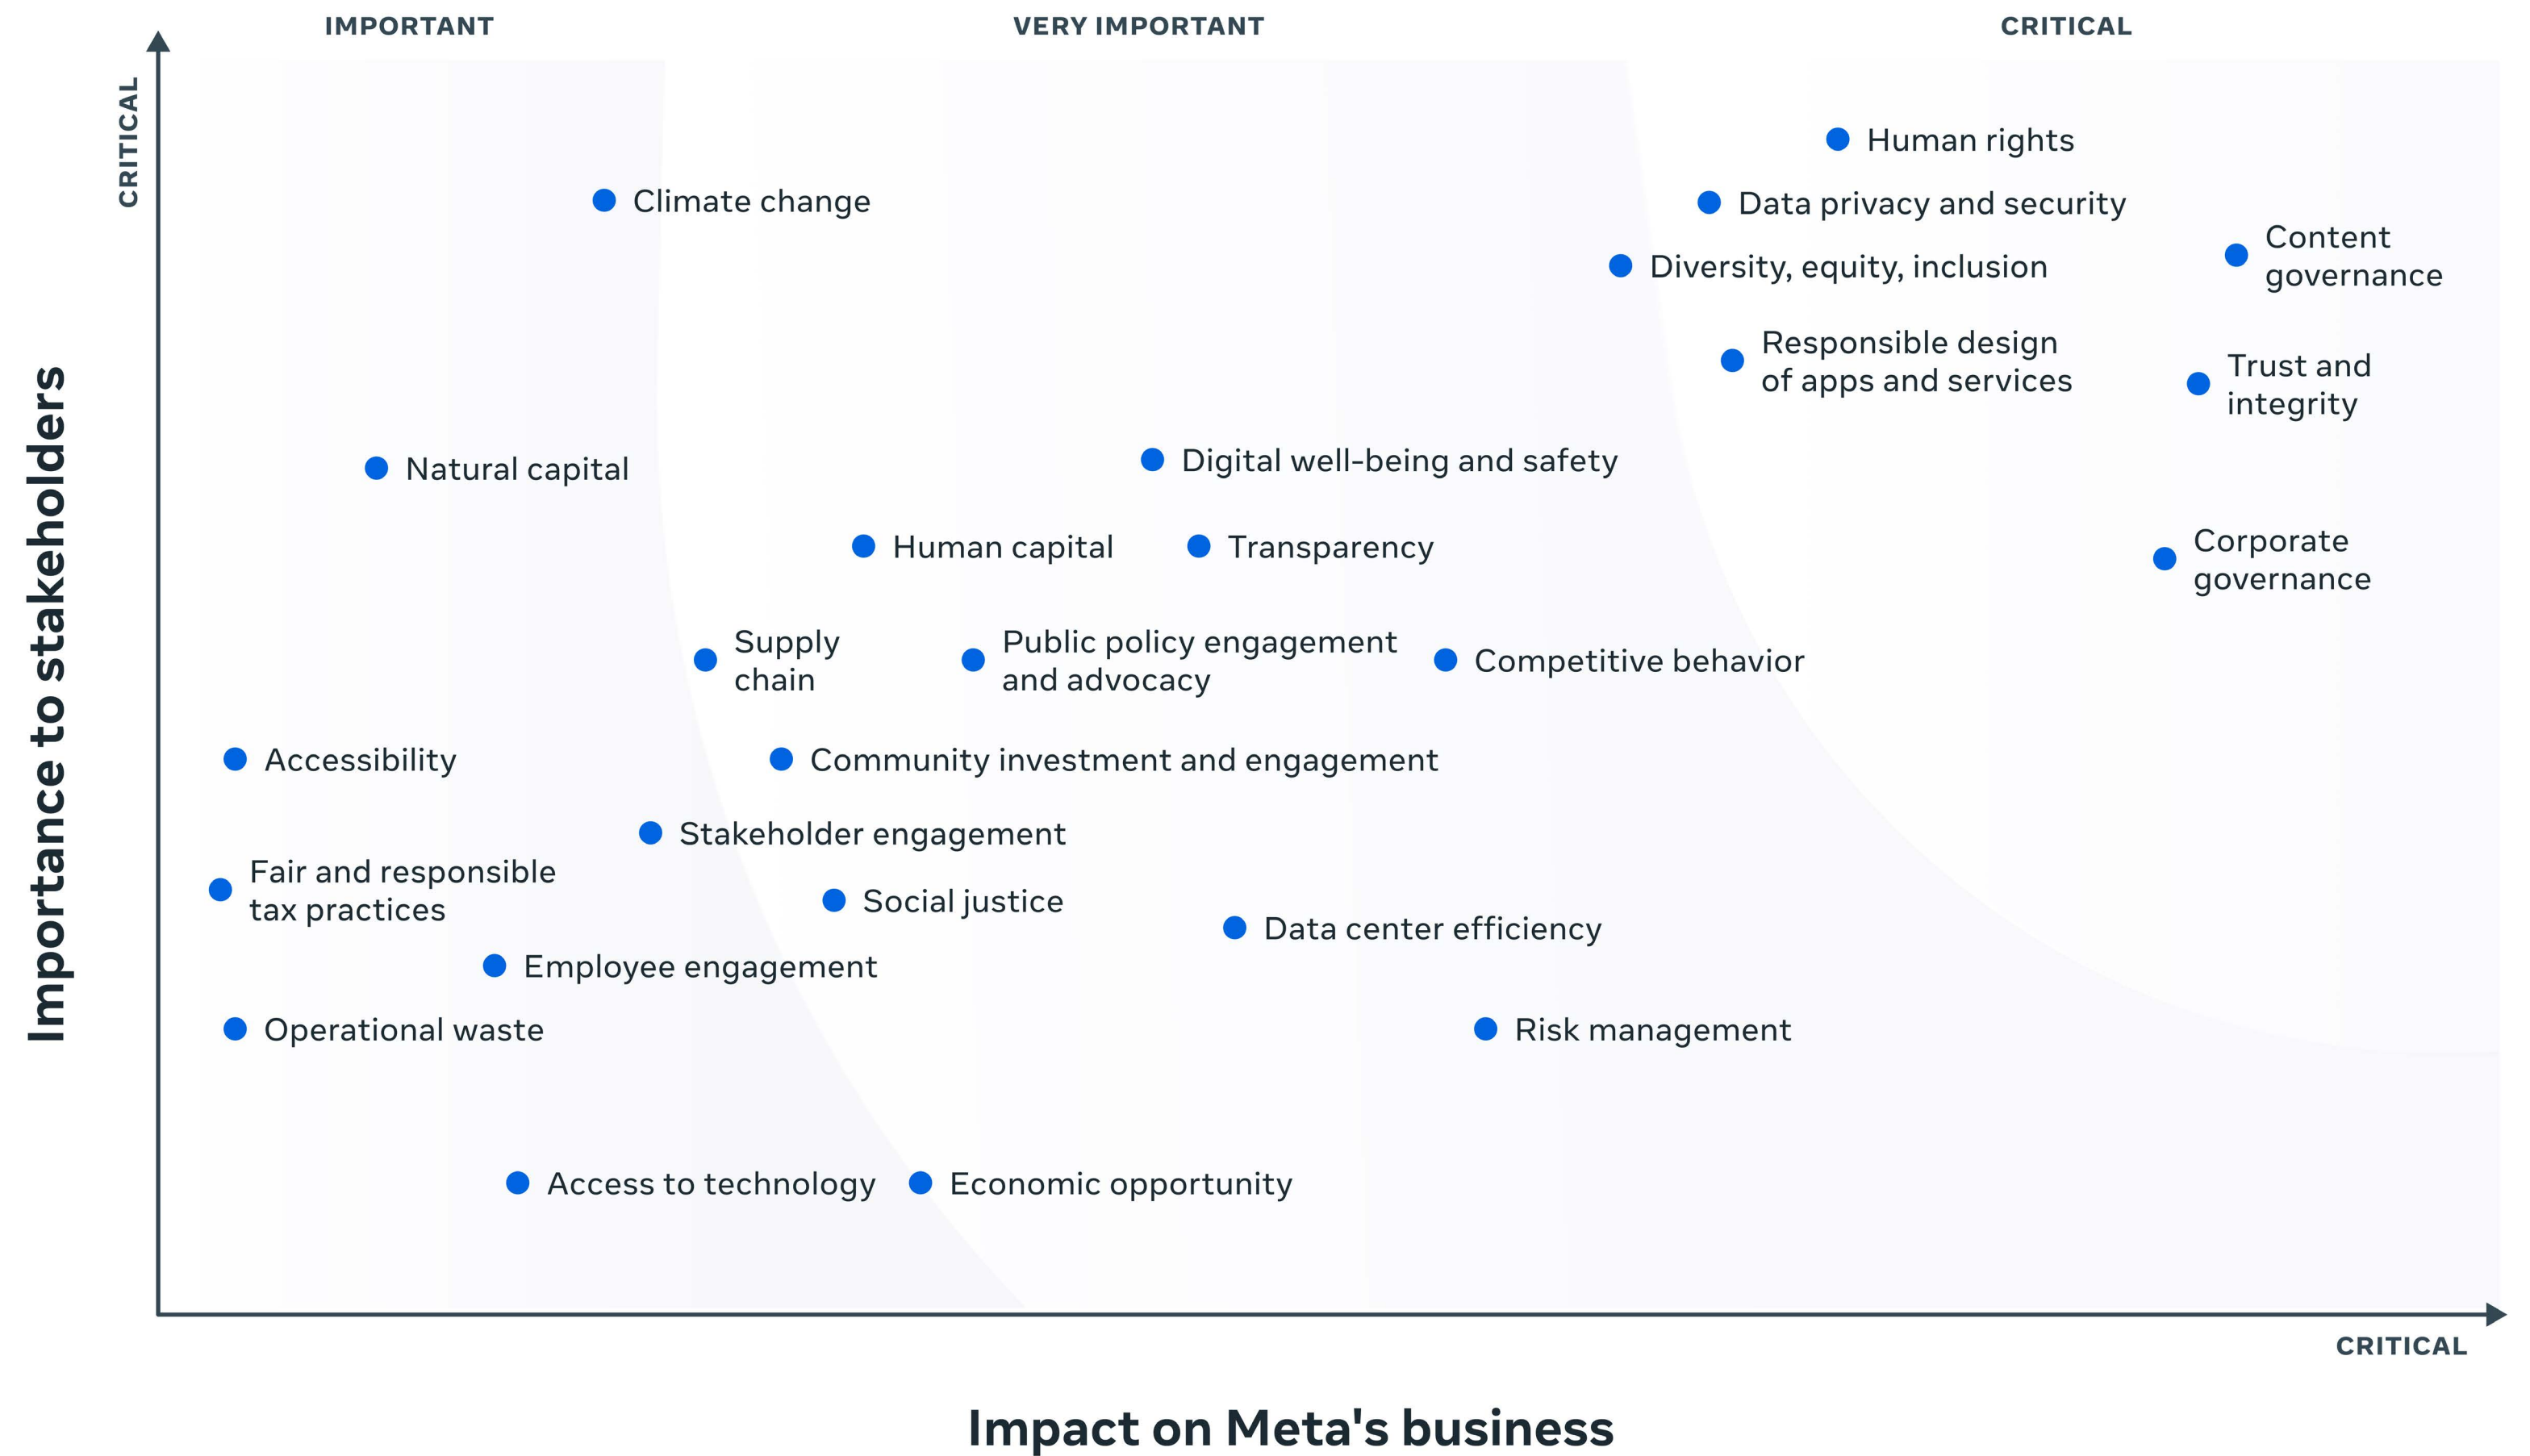 IMPORTANT
VERY IMPORTANT
CRITICAL
CRITICAL
Importance to stakeholders
Human rights
Climate change
Data privacy and security
Content
governance
Diversity, equity, inclusion
Responsible design
of apps and services
Trust and
integrity
Natural capital
Digital well-being and safety
Human capital
Transparency
Corporate
governance
Supply
chain
Public policy engagement
and advocacy
Competitive behavior
Accessibility
Community investment and engagement
Stakeholder engagement
Fair and responsible
tax practices
Social justice
Data center efficiency
Employee engagement
Operational waste
Risk management
Access to technology
Economic opportunity
CRITICAL
Impact on Meta's business